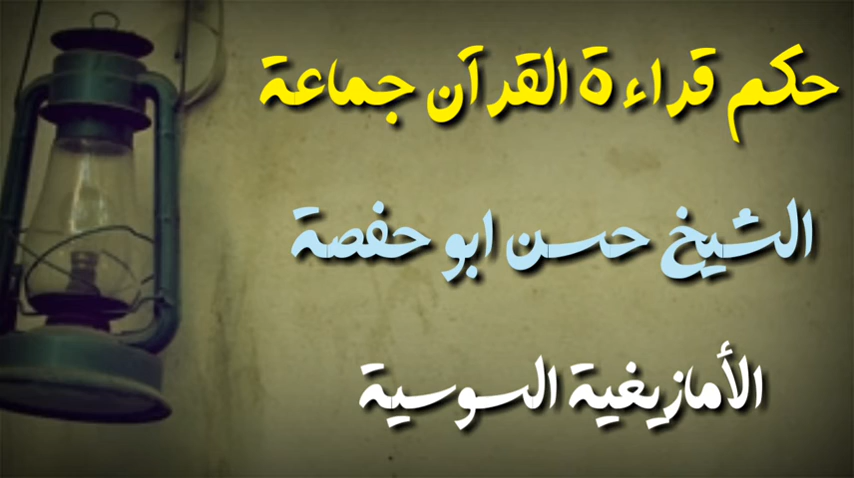 حكم قراءة القرآن جماعة
الشيخ حسن ابو حفصة
الأمازيغية السوسية